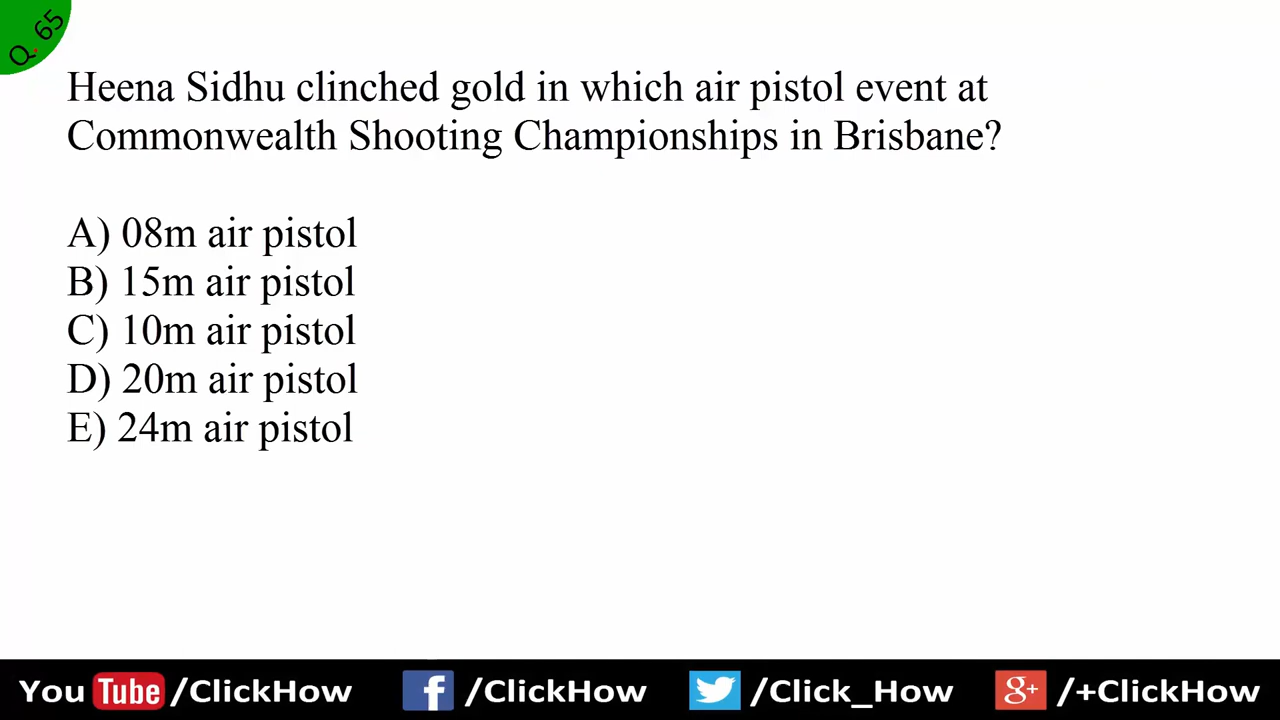 Q. 65
Heena Sidhu clinched gold in which air pistol event at
Commonwealth Shooting Championships in Brisbane?
A) 08m air pistol
B) 15m air pistol
C) 10m air pistol
D) 20m air pistol
E) 24m air pistol
You Tube /ClickHow f /ClickHow /Click_How g+ /+ClickHow